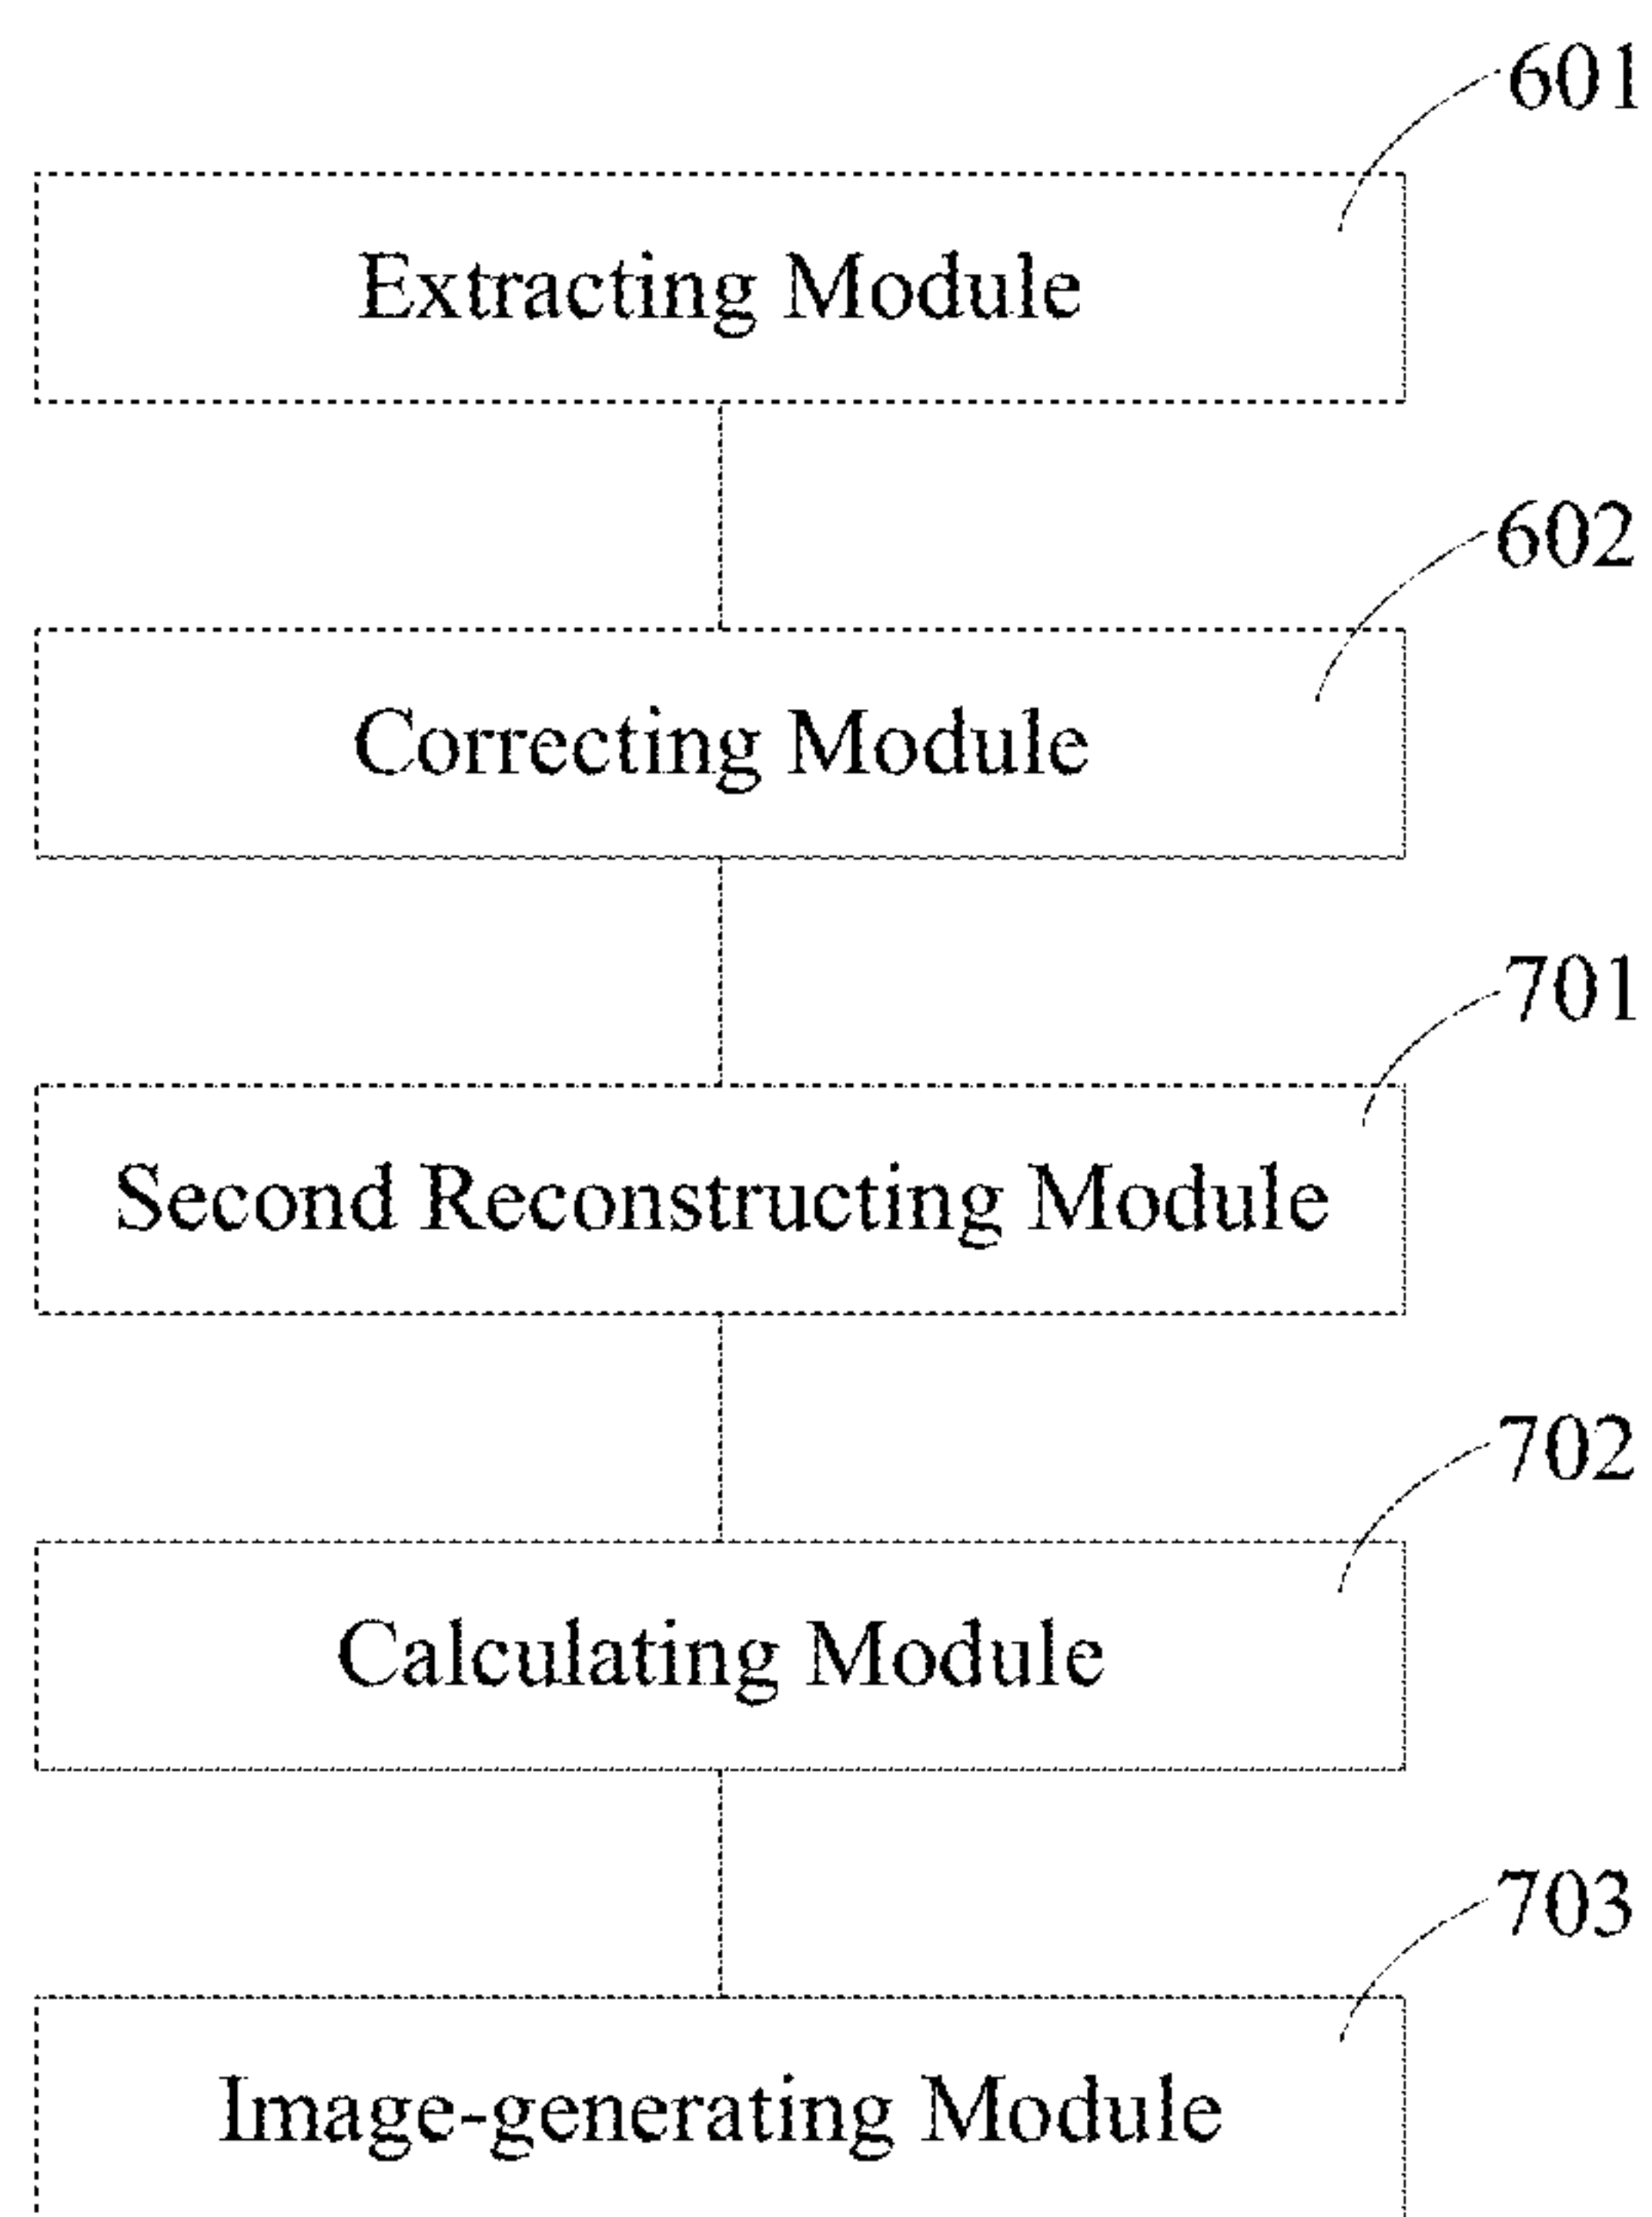 601
Extracting Module
602
Correcting Module
701
Second Reconstructing Module
702
Calculating Module
703
Image-generating Module